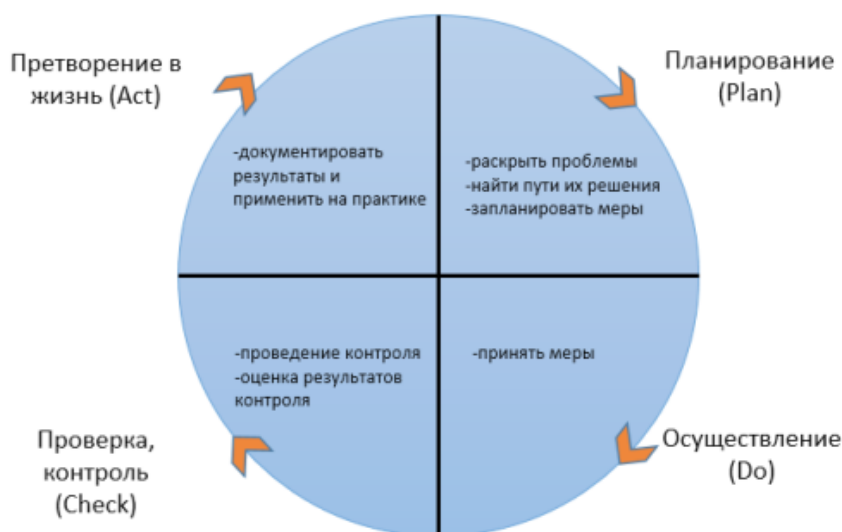 Претворение в
жизнь (Act)
Планирование
(Plan)
-документировать
результаты и
применить на практике
-раскрыть проблемы
-найти пути их решения
-запланировать меры
-проведение контроля
-оценка результатов
контроля
-принять меры
Проверка,
контроль
(Check)
Осуществление
(Do)